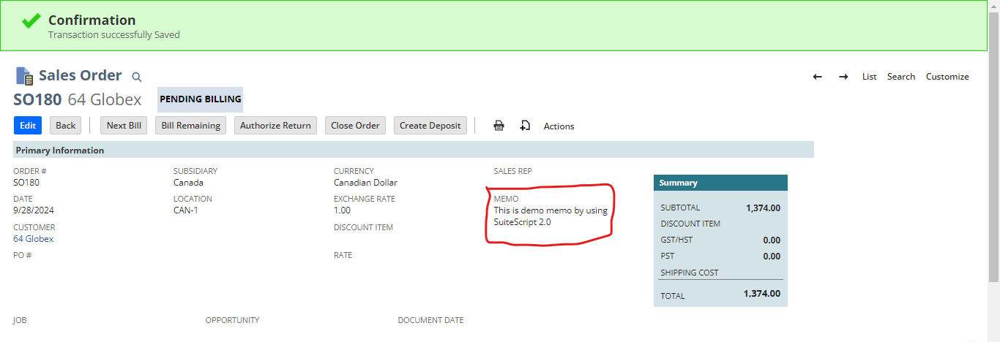 Confirmation
Transaction successfully Saved
Sales Order
List Search Customize
SO180 64 Globex PENDING BILLING
Edit Back Next Bill Bill Remaining Authorize Return Close Order Create Deposit Actions
Primary Information
ORDER #
SO180
DATE
9/28/2024
CUSTOMER
64 Globex
PO #
SUBSIDIARY
Canada
LOCATION
CAN-1
CURRENCY
Canadian Dollar
EXCHANGE RATE
1.00
DISCOUNT ITEM
RATE
SALES REP
MEMO
This is demo memo by using
SuiteScript 2.0
Summary
SUBTOTAL 1,374.00
DISCOUNT ITEM
GST/HST 0.00
PST 0.00
SHIPPING COST
TOTAL 1,374.00
JOB OPPORTUNITY DOCUMENT DATE